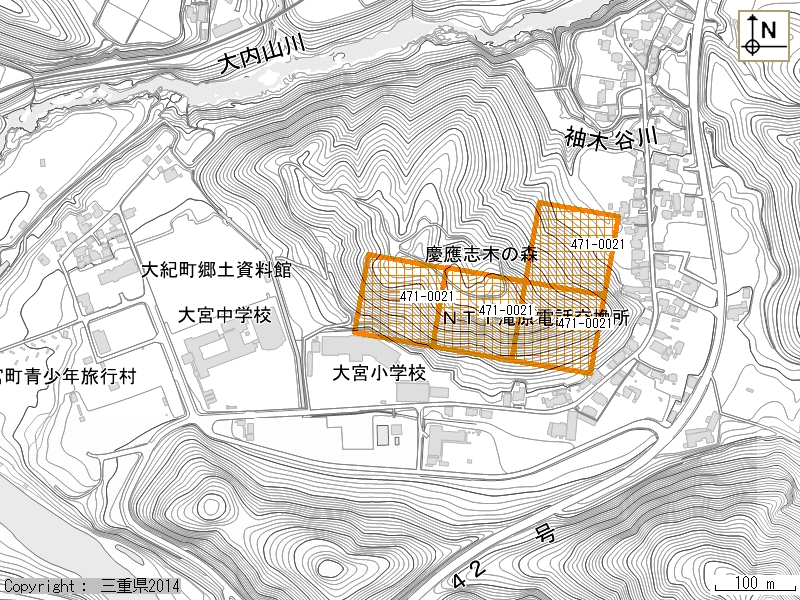 大内山川
N
袖木谷川
471-0021
慶應志木の森
大紀町郷土資料館
471-0021
471-0021
大宮中学校
NTT滝原電話交換所
471-0021
大宮小学校
宮町青少年旅行村
42号
100 m
Copyright : 三重県2014